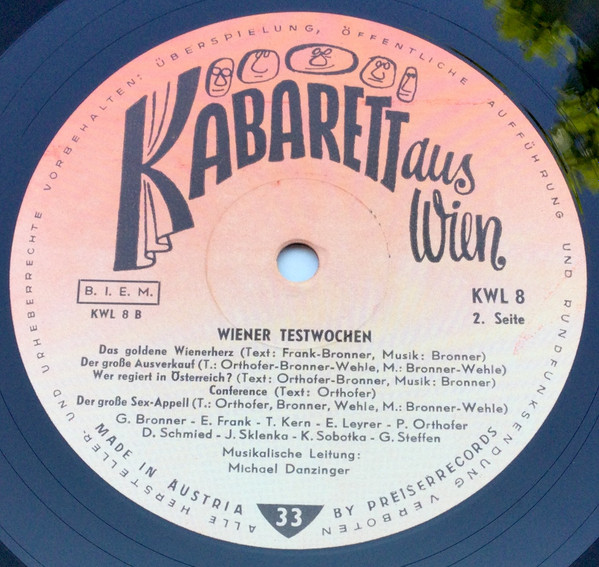 ALLE HERSTELLER- UND URHEBERRECHTE VORBEHALTEN: ÜBERSPIELUNG, ÖFFENTLICHE AUFFÜHRUNG UND RUNDFUNKSENDUNG VERBOTEN
KABARETT aus
Wien
B. I. E. M.
KWL 8 B
KWL 8
2. Seite
WIENER TESTWOCHEN
Das goldene Wienerherz (Text: Frank-Bronner, Musik: Bronner)
Der große Ausverkauf (T.: Orthofer-Bronner-Wehle, M.: Bronner-Wehle)
Wer regiert in Österreich? (Text: Orthofer-Bronner, Musik: Bronner)
Conference (Text: Orthofer)
Der große Sex-Appell (T.: Orthofer, Bronner, Wehle, M.: Bronner-Wehle)
G. Bronner - E. Frank - T. Kern - E. Leyrer - P. Orthofer
D. Schmied - J. Sklenka - K. Sobotka - G. Steffen
Musikalische Leitung:
Michael Danzinger
MADE IN AUSTRIA 33 BY PREISERRECORDS